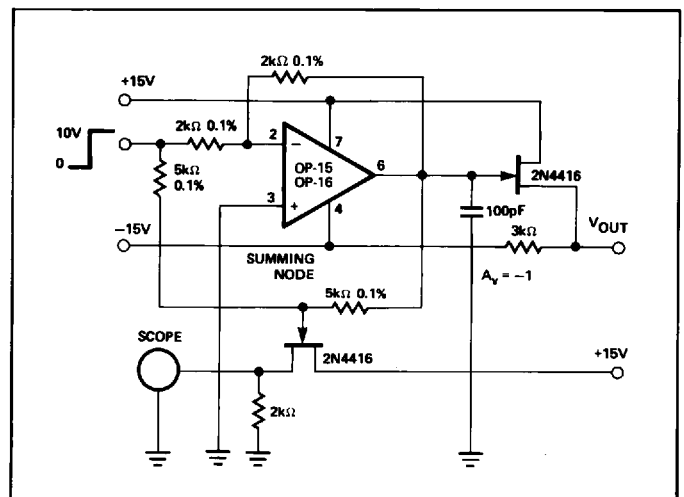 2kΩ 0.1%
+15V
10V
0
2kΩ 0.1%
5kΩ
0.1%
2
−
7
OP-15
OP-16
6
3
+
4
2N4416
100pF
3kΩ
VOUT
−15V
SUMMING
NODE
AV = −1
5kΩ 0.1%
SCOPE
2N4416
+15V
2kΩ